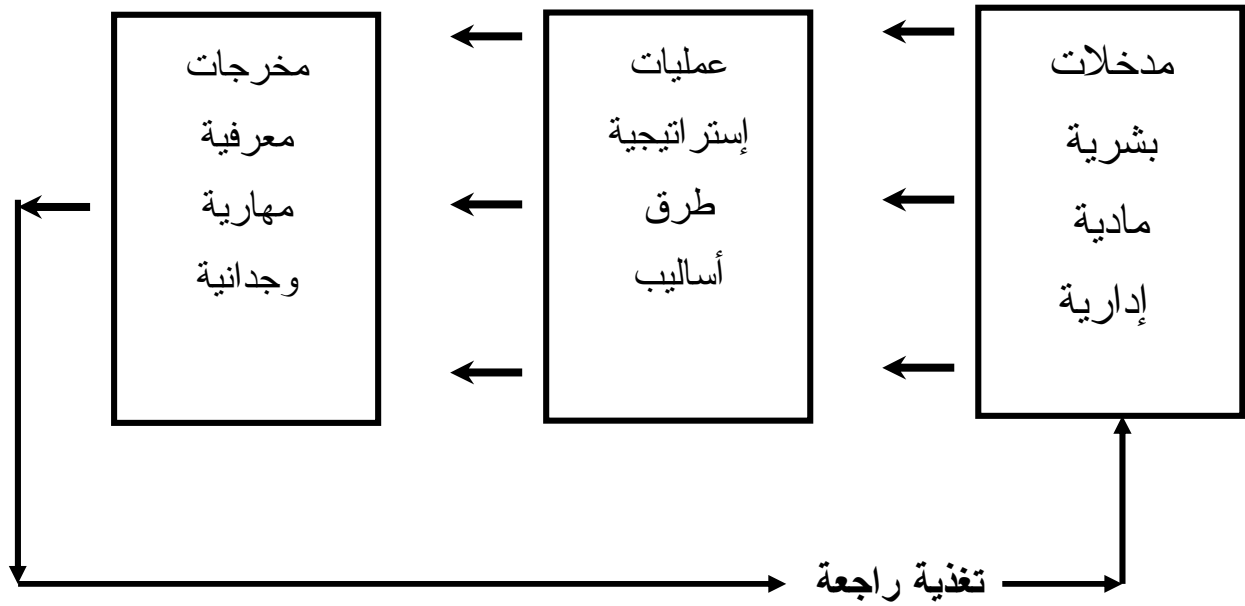 مدخلات
بشرية
مادية
إدارية
عمليات
إستراتيجية
طرق
أساليب
مخرجات
معرفية
مهارية
وجدانية
تغذية راجعة